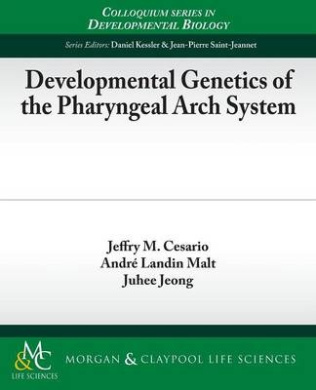 COLLOQUIUM SERIES IN
DEVELOPMENTAL BIOLOGY
Series Editors: Daniel Kessler & Jean-Pierre Saint-Jeannet
Developmental Genetics of
the Pharyngeal Arch System
Jeffry M. Cesario
André Landin Malt
Juhee Jeong
M&C
LIFE SCIENCES
MORGAN & CLAYPOOL LIFE SCIENCES